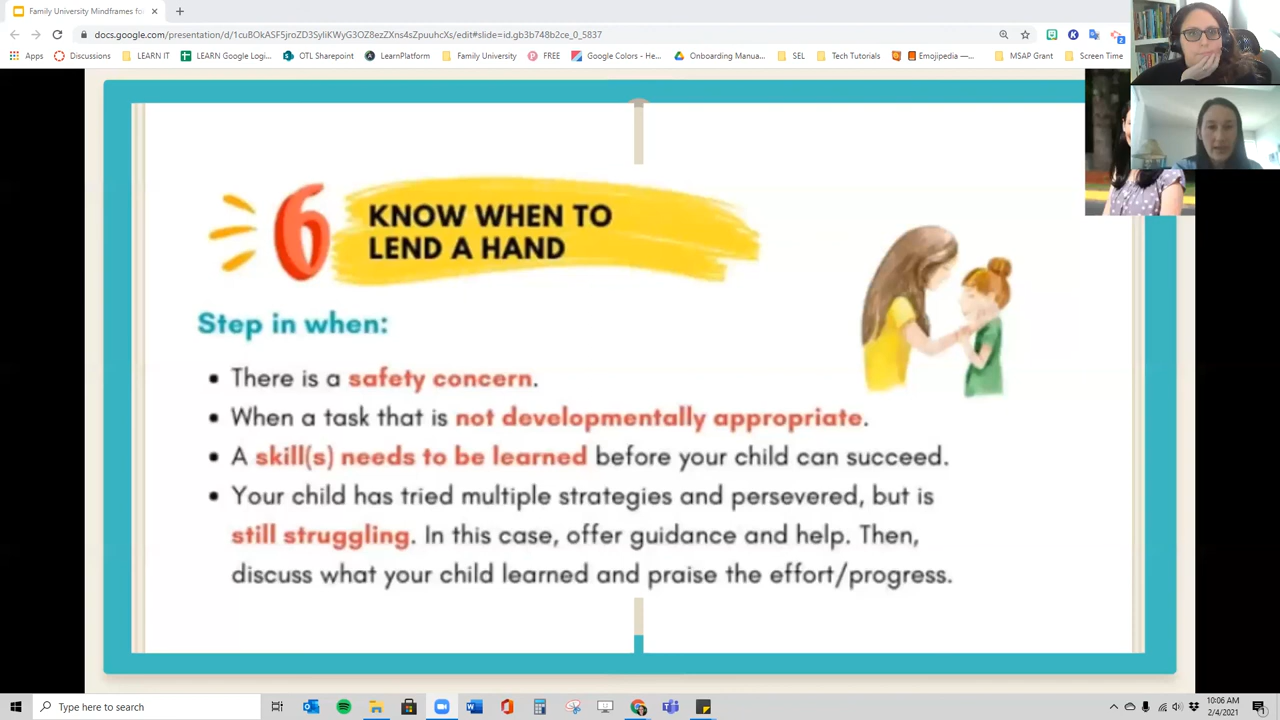 Family University Mindframes fo
docs.google.com/presentation/d/1cuBOkASF5jroZD3SyliKWyG3OZ8ezZXns4sZpuuhcXs/edit#slide=id.gb3b748b2ce_0_5837
Apps Discussions LEARN IT LEARN Google Logi... OTL Sharepoint LearnPlatform Family University FREE Google Colors - He... Onboarding Manua... SEL Tech Tutorials Emojipedia —... MSAP Grant Screen Time
6
KNOW WHEN TO
LEND A HAND
Step in when:
• There is a safety concern.
• When a task that is not developmentally appropriate.
• A skill(s) needs to be learned before your child can succeed.
• Your child has tried multiple strategies and persevered, but is
still struggling. In this case, offer guidance and help. Then,
discuss what your child learned and praise the effort/progress.
Type here to search
10:06 AM
2/4/2021